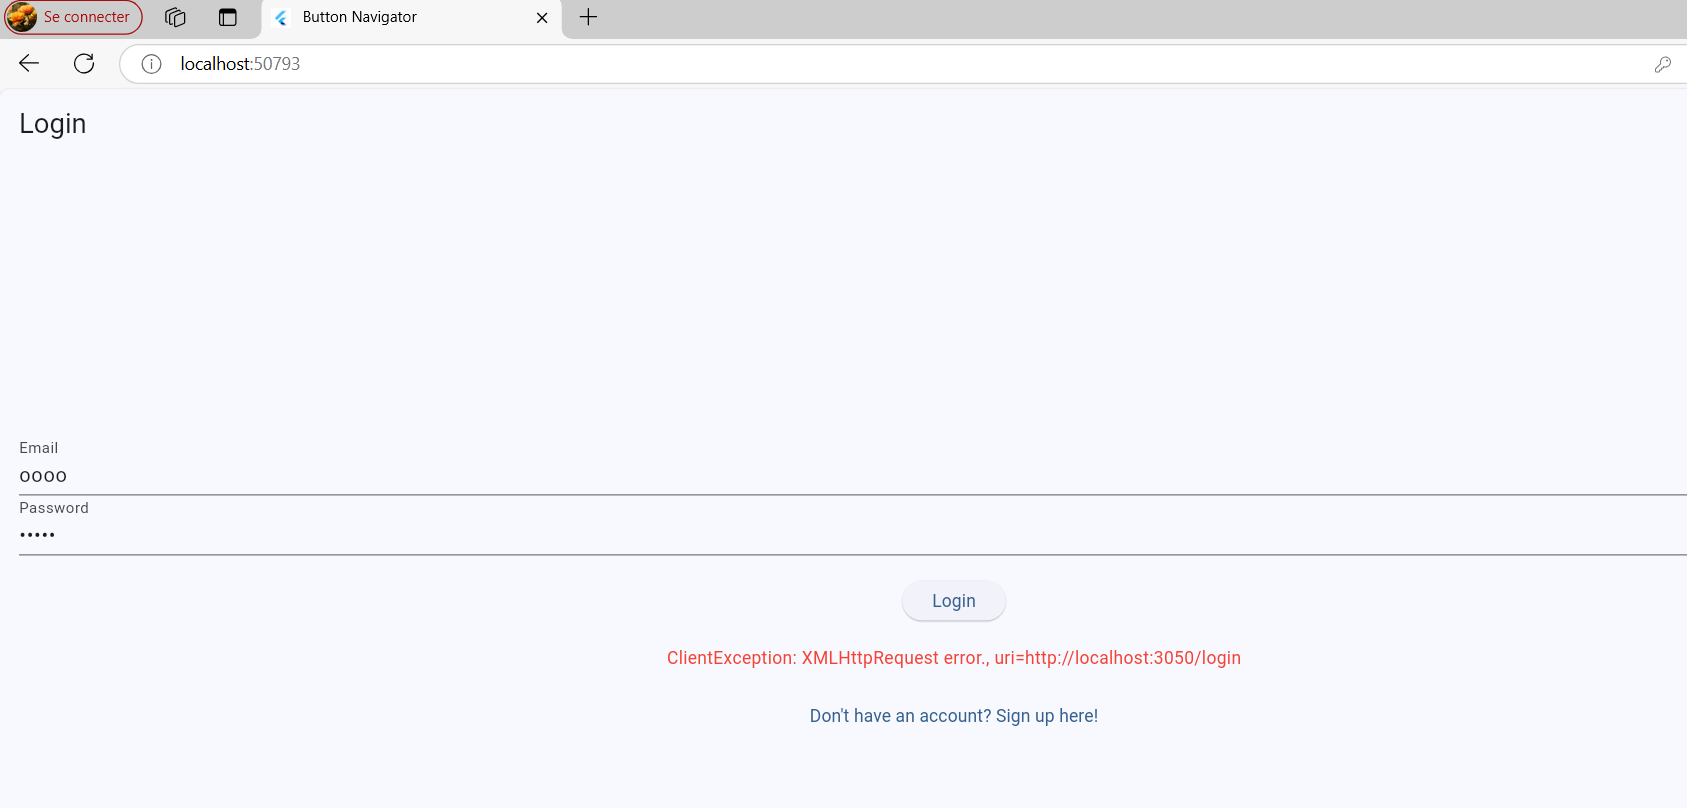 Se connecter
Button Navigator
localhost:50793
Login
Email
oooo
Password
•••••
Login
ClientException: XMLHttpRequest error., uri=http://localhost:3050/login
Don't have an account? Sign up here!